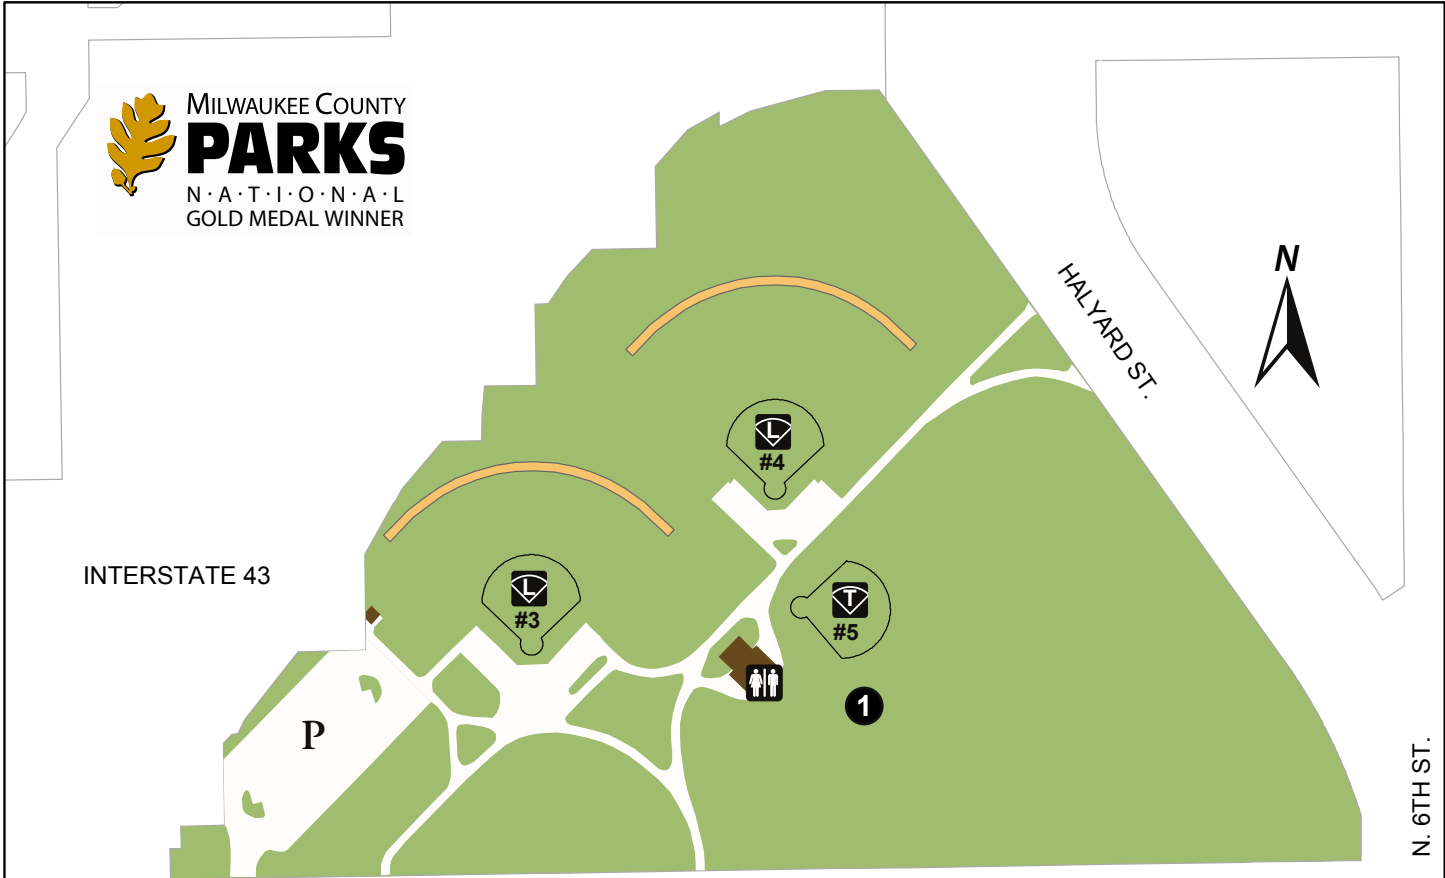 MILWAUKEE COUNTY
PARKS
N·A·T·I·O·N·A·L
GOLD MEDAL WINNER
N
HALYARD ST.
L
#4
INTERSTATE 43
L
#3
T
#5
1
P
N. 6TH ST.